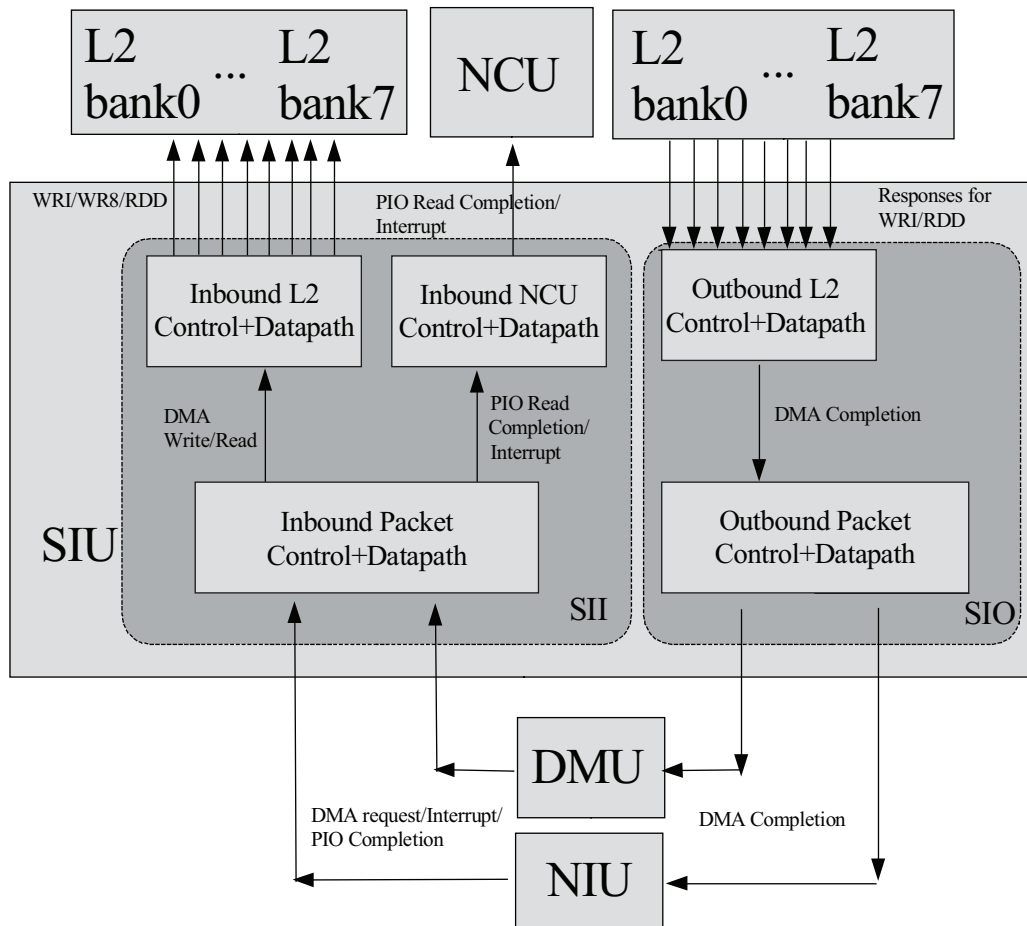 L2 ... L2
bank0 bank7
NCU
L2 ... L2
bank0 bank7
WRI/WR8/RDD
PIO Read Completion/
Interrupt
Responses for
WRI/RDD
Inbound L2
Control+Datapath
Inbound NCU
Control+Datapath
Outbound L2
Control+Datapath
DMA
Write/Read
PIO Read
Completion/
Interrupt
DMA Completion
SIU
Inbound Packet
Control+Datapath
Outbound Packet
Control+Datapath
SII
SIO
DMU
DMA request/Interrupt/
PIO Completion
DMA Completion
NIU